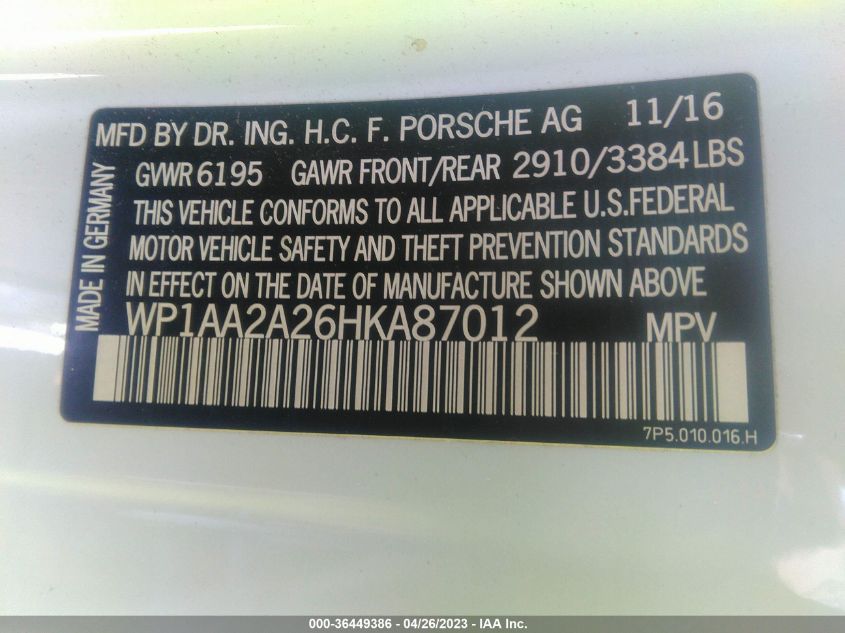 MFD BY DR. ING. H.C. F. PORSCHE AG 11/16
GVWR 6195 GAWR FRONT/REAR 2910/3384 LBS
THIS VEHICLE CONFORMS TO ALL APPLICABLE U.S.FEDERAL
MOTOR VEHICLE SAFETY AND THEFT PREVENTION STANDARDS
IN EFFECT ON THE DATE OF MANUFACTURE SHOWN ABOVE
MADE IN GERMANY
WP1AA2A26HKA87012 MPV
7P5.010.016.H
000-36449386 - 04/26/2023 - IAA Inc.